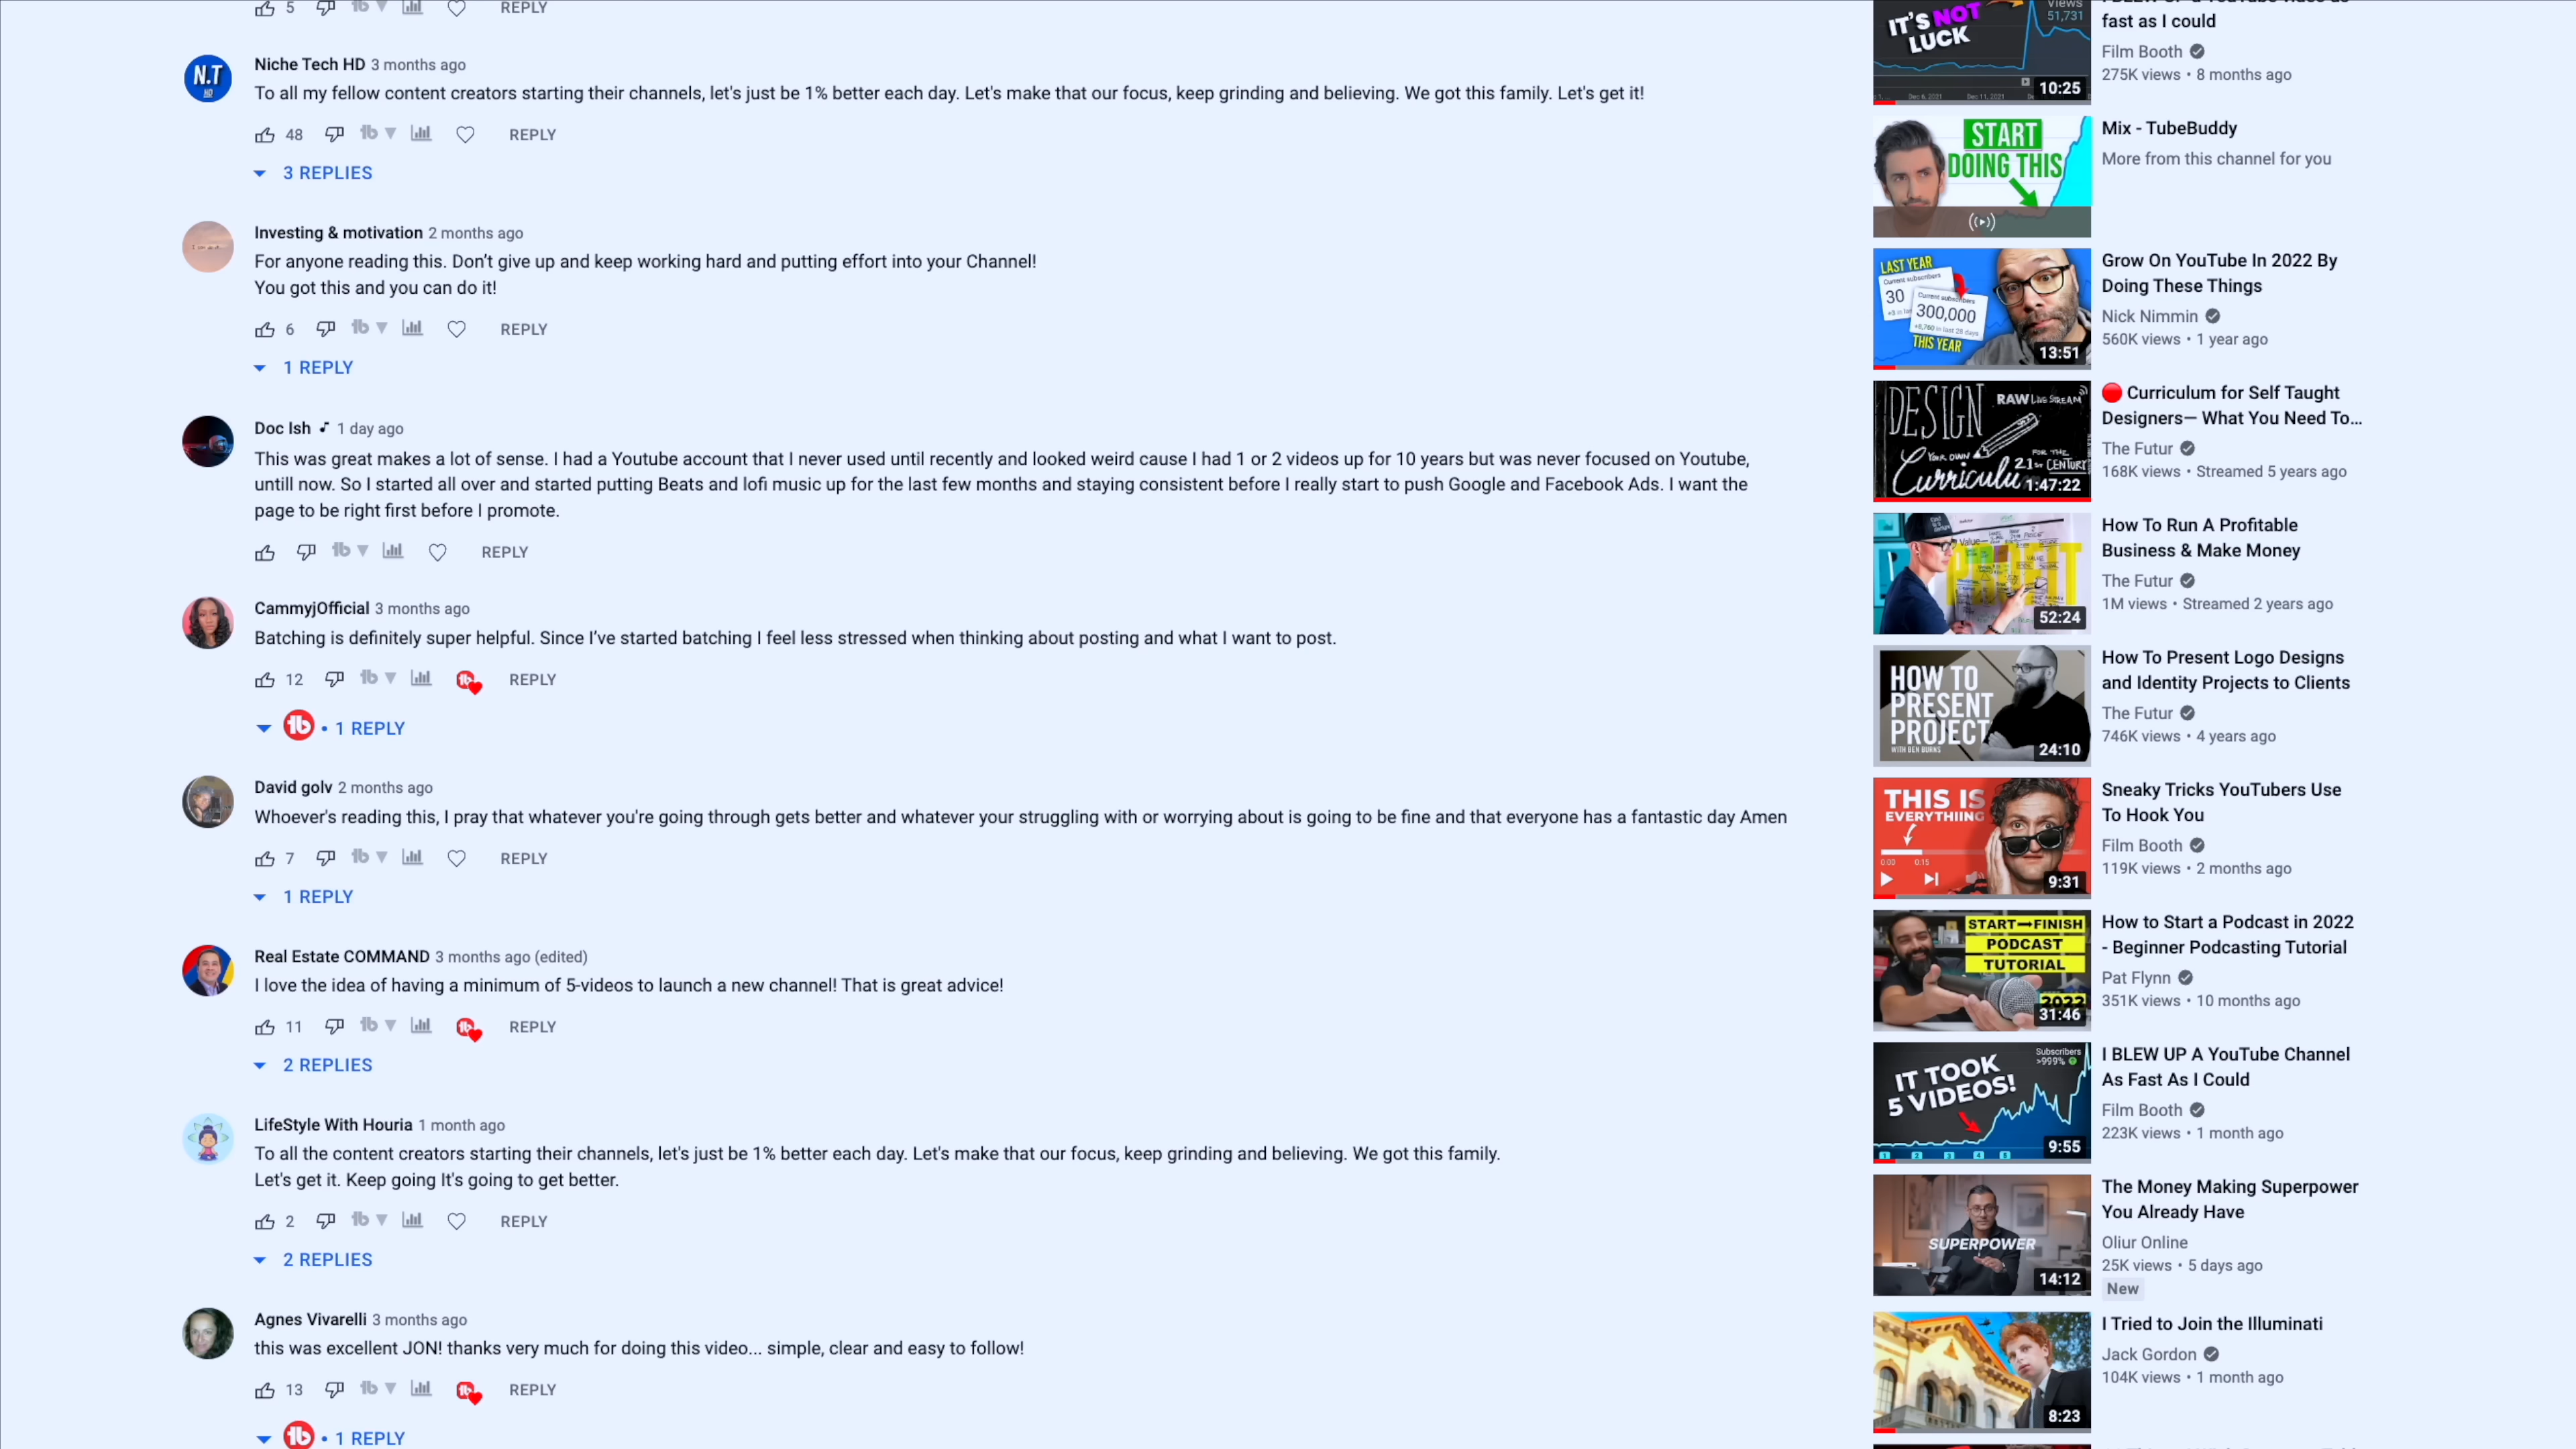 5 REPLY
Niche Tech HD 3 months ago
To all my fellow content creators starting their channels, let's just be 1% better each day. Let's make that our focus, keep grinding and believing. We got this family. Let's get it!
48 REPLY
3 REPLIES
Investing & motivation 2 months ago
For anyone reading this. Don't give up and keep working hard and putting effort into your Channel!
You got this and you can do it!
6 REPLY
1 REPLY
Doc Ish 1 day ago
This was great makes a lot of sense. I had a Youtube account that I never used until recently and looked weird cause I had 1 or 2 videos up for 10 years but was never focused on Youtube,
untill now. So I started all over and started putting Beats and lofi music up for the last few months and staying consistent before I really start to push Google and Facebook Ads. I want the
page to be right first before I promote.
REPLY
CammyjOfficial 3 months ago
Batching is definitely super helpful. Since I've started batching I feel less stressed when thinking about posting and what I want to post.
12 REPLY
• 1 REPLY
David golv 2 months ago
Whoever's reading this, I pray that whatever you're going through gets better and whatever your struggling with or worrying about is going to be fine and that everyone has a fantastic day Amen
7 REPLY
1 REPLY
Real Estate COMMAND 3 months ago (edited)
I love the idea of having a minimum of 5-videos to launch a new channel! That is great advice!
11 REPLY
2 REPLIES
LifeStyle With Houria 1 month ago
To all the content creators starting their channels, let's just be 1% better each day. Let's make that our focus, keep grinding and believing. We got this family.
Let's get it. Keep going It's going to get better.
2 REPLY
2 REPLIES
Agnes Vivarelli 3 months ago
this was excellent JON! thanks very much for doing this video... simple, clear and easy to follow!
13 REPLY
• 1 REPLY
IT'S NOT
LUCK
Views
51,731
10:25
fast as I could
Film Booth
275K views • 8 months ago
START
DOING THIS
Mix - TubeBuddy
More from this channel for you
LAST YEAR
Current subscribers
30
Current subscribers
300,000
THIS YEAR
13:51
Grow On YouTube In 2022 By
Doing These Things
Nick Nimmin
560K views • 1 year ago
DESIGN
RAW LIVE STREAM
YOUR OWN
FOR THE
21st CENTURY
1:47:22
Curriculum for Self Taught
Designers— What You Need To...
The Futur
168K views • Streamed 5 years ago
52:24
How To Run A Profitable
Business & Make Money
The Futur
1M views • Streamed 2 years ago
HOW TO
PRESENT
PROJECT
WITH BEN BURNS
24:10
How To Present Logo Designs
and Identity Projects to Clients
The Futur
746K views • 4 years ago
THIS IS
EVERYTHIING
0:00 0:15
9:31
Sneaky Tricks YouTubers Use
To Hook You
Film Booth
119K views • 2 months ago
START→FINISH
PODCAST
TUTORIAL
2022
31:46
How to Start a Podcast in 2022
- Beginner Podcasting Tutorial
Pat Flynn
351K views • 10 months ago
IT TOOK
5 VIDEOS!
Subscribers
>999%
9:55
I BLEW UP A YouTube Channel
As Fast As I Could
Film Booth
223K views • 1 month ago
SUPERPOWER
14:12
The Money Making Superpower
You Already Have
Oliur Online
25K views • 5 days ago
New
8:23
I Tried to Join the Illuminati
Jack Gordon
104K views • 1 month ago